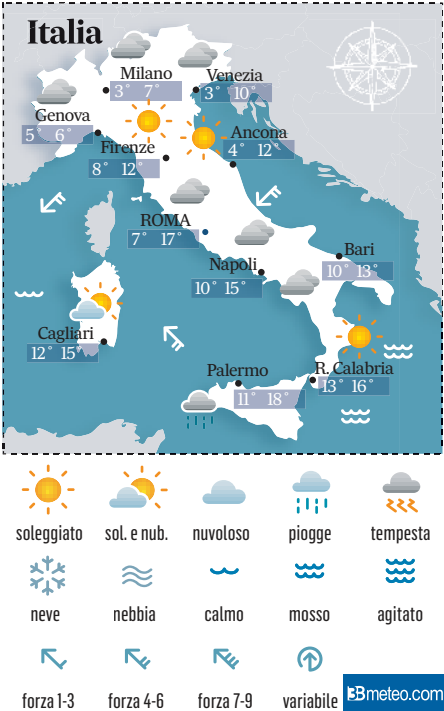 Italia
Milano
3° 7°
Venezia
3° 10°
Genova
5° 6°
Firenze
8° 12°
Ancona
4° 12°
ROMA
7° 17°
Napoli
10° 15°
Bari
10° 13°
Cagliari
12° 15°
Palermo
11° 18°
R. Calabria
13° 16°
soleggiato sol. e nub. nuvoloso piogge tempesta
neve nebbia calmo mosso agitato
forza 1-3 forza 4-6 forza 7-9 variabile
3Bmeteo.com